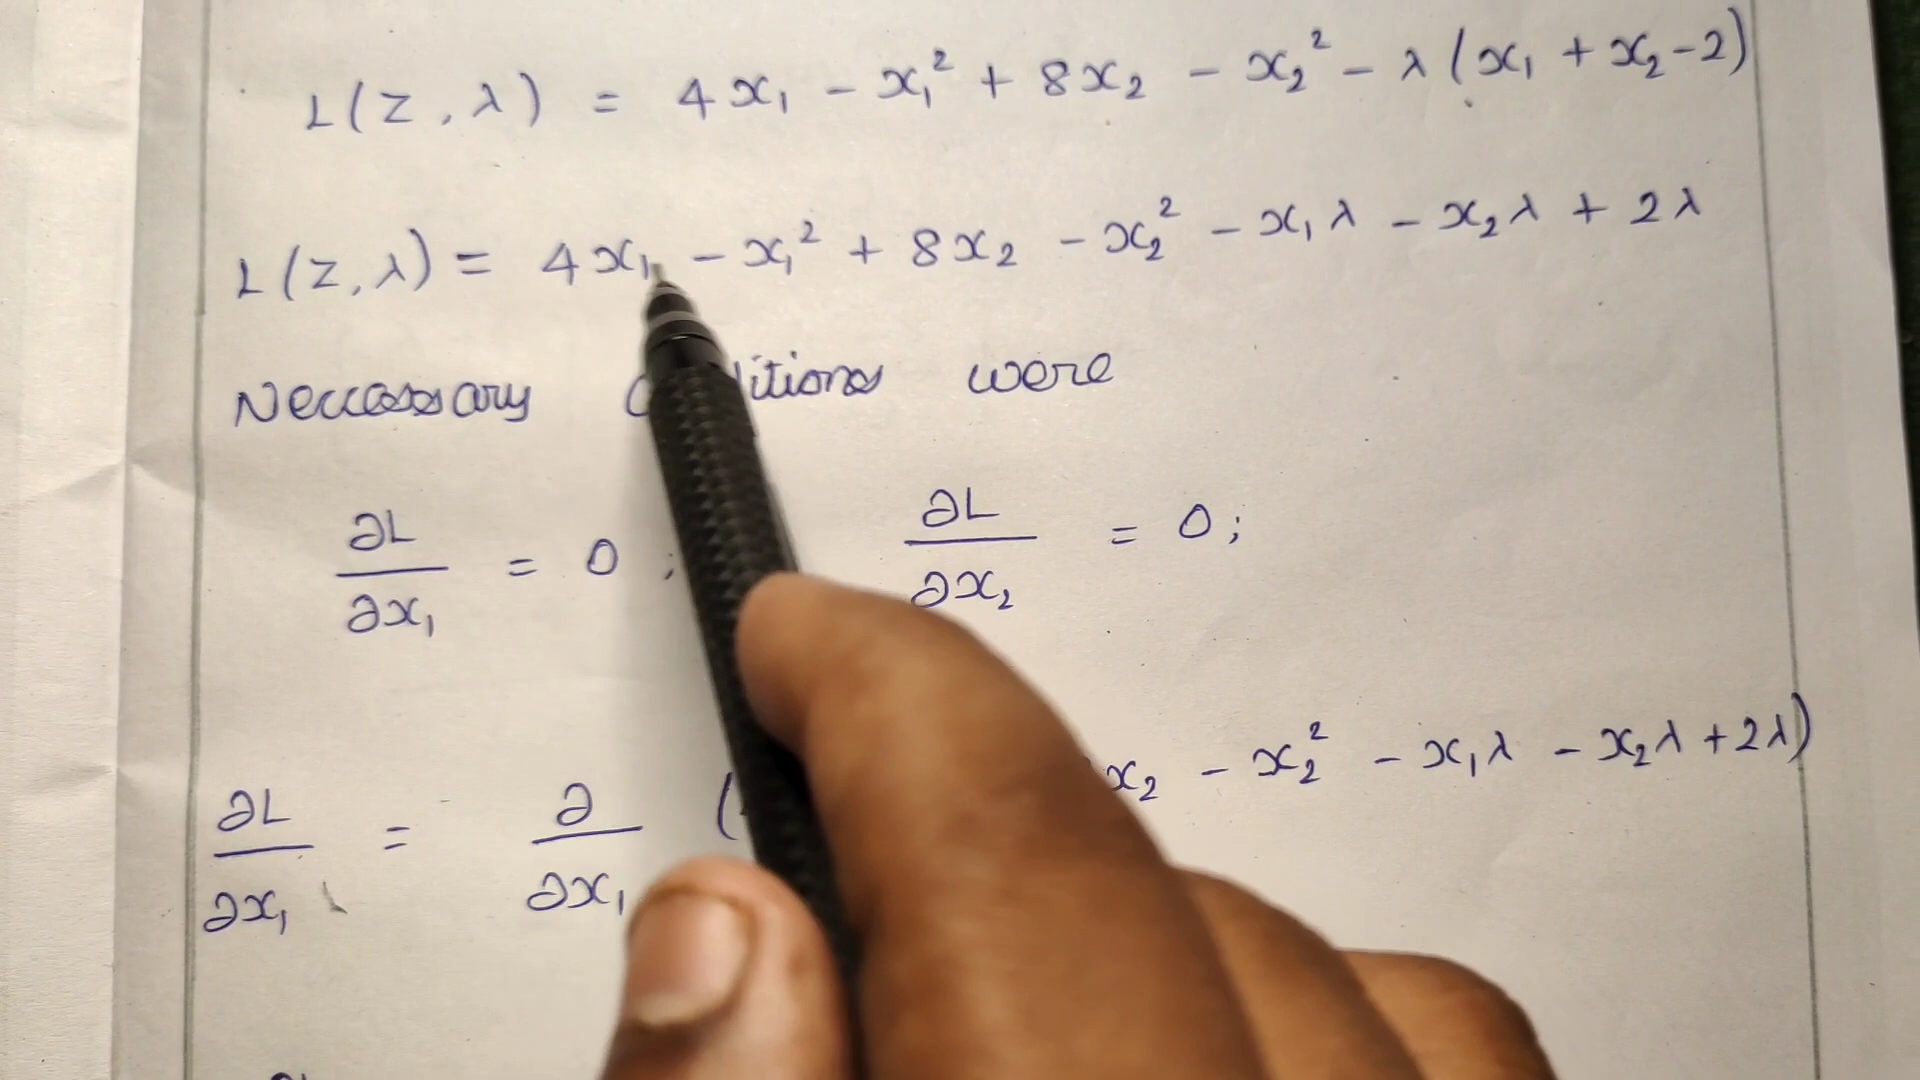 L(Z, λ) = 4x₁ - x₁² + 8x₂ - x₂² - λ(x₁ + x₂ - 2)
L(Z, λ) = 4x₁ - x₁² + 8x₂ - x₂² - x₁λ - x₂λ + 2λ
Neccessary were
∂L/∂x₁ = 0 ; ∂L/∂x₂ = 0;
∂L/∂x₁ = ∂/∂x₁ ( x₂ - x₂² - x₁λ - x₂λ + 2λ)